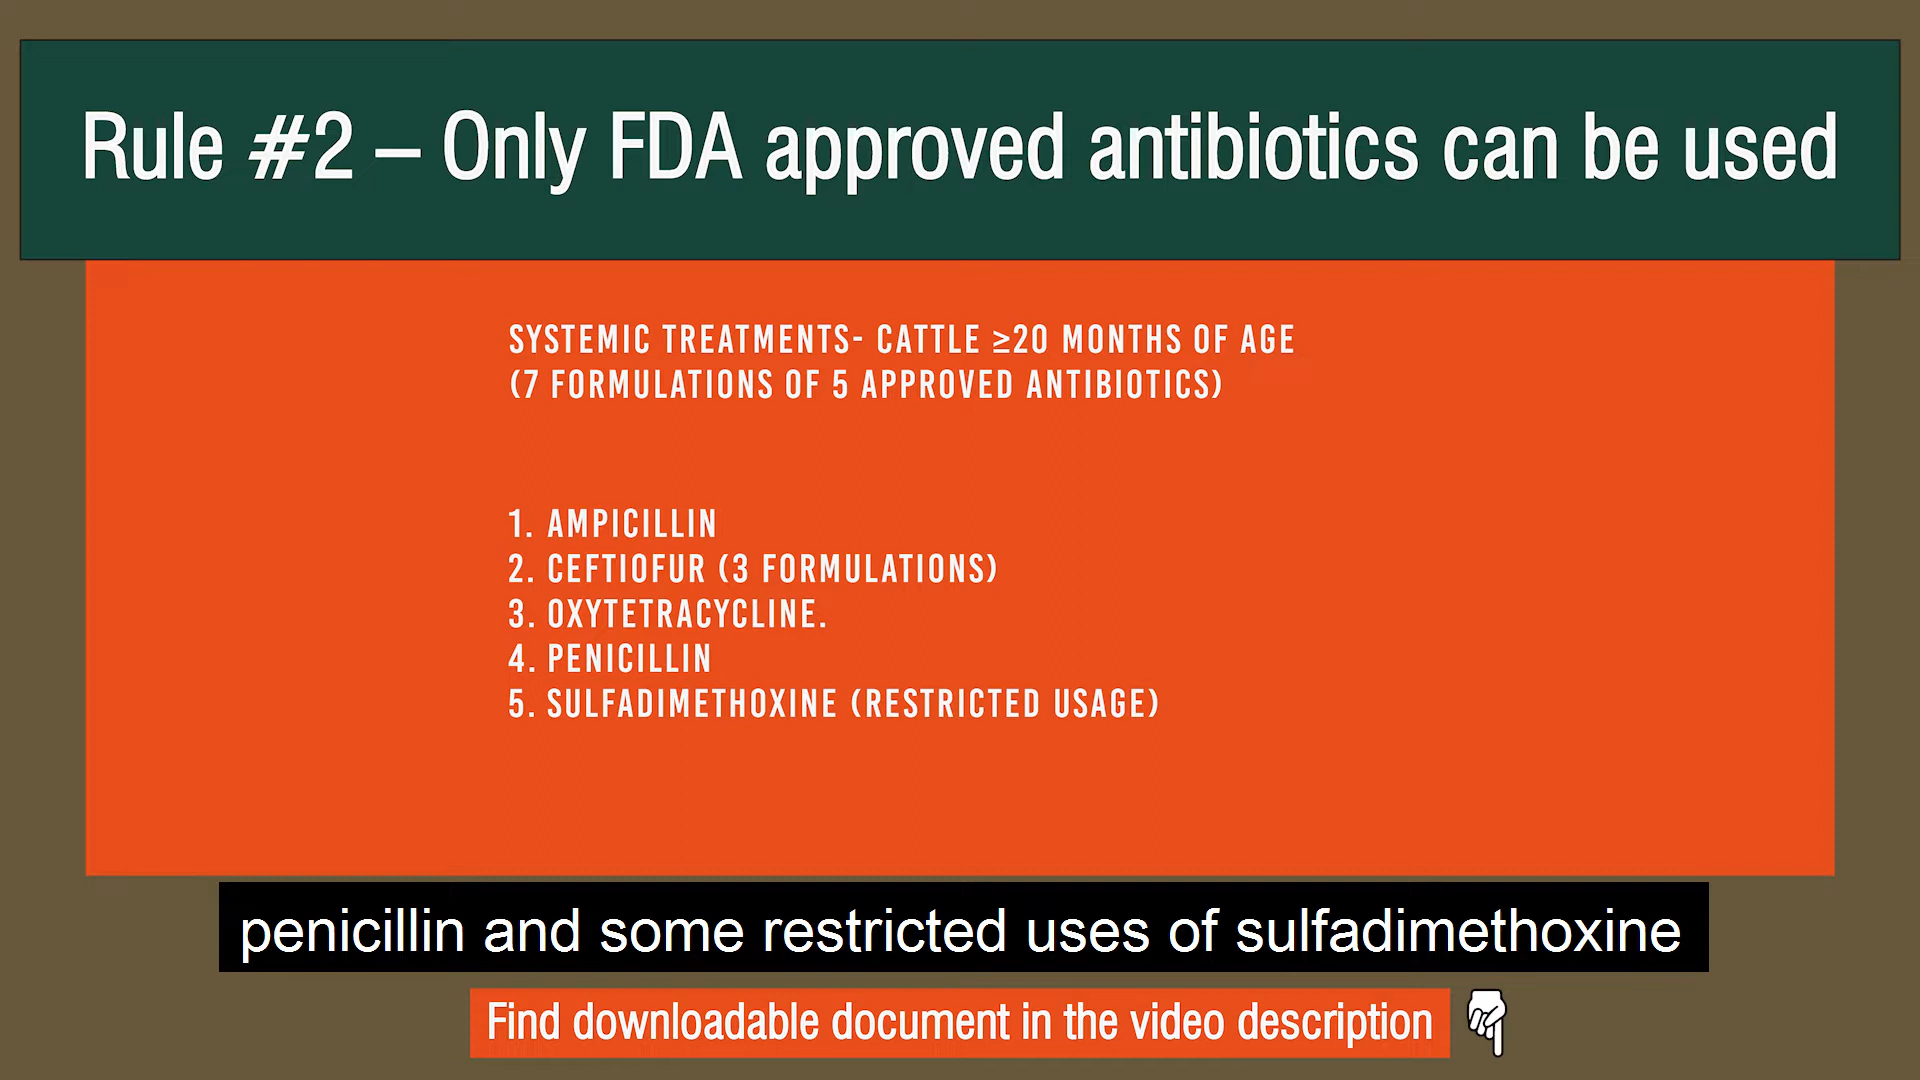 Rule #2 – Only FDA approved antibiotics can be used
SYSTEMIC TREATMENTS- CATTLE ≥20 MONTHS OF AGE
(7 FORMULATIONS OF 5 APPROVED ANTIBIOTICS)
1. AMPICILLIN
2. CEFTIOFUR (3 FORMULATIONS)
3. OXYTETRACYCLINE.
4. PENICILLIN
5. SULFADIMETHOXINE (RESTRICTED USAGE)
penicillin and some restricted uses of sulfadimethoxine
Find downloadable document in the video description